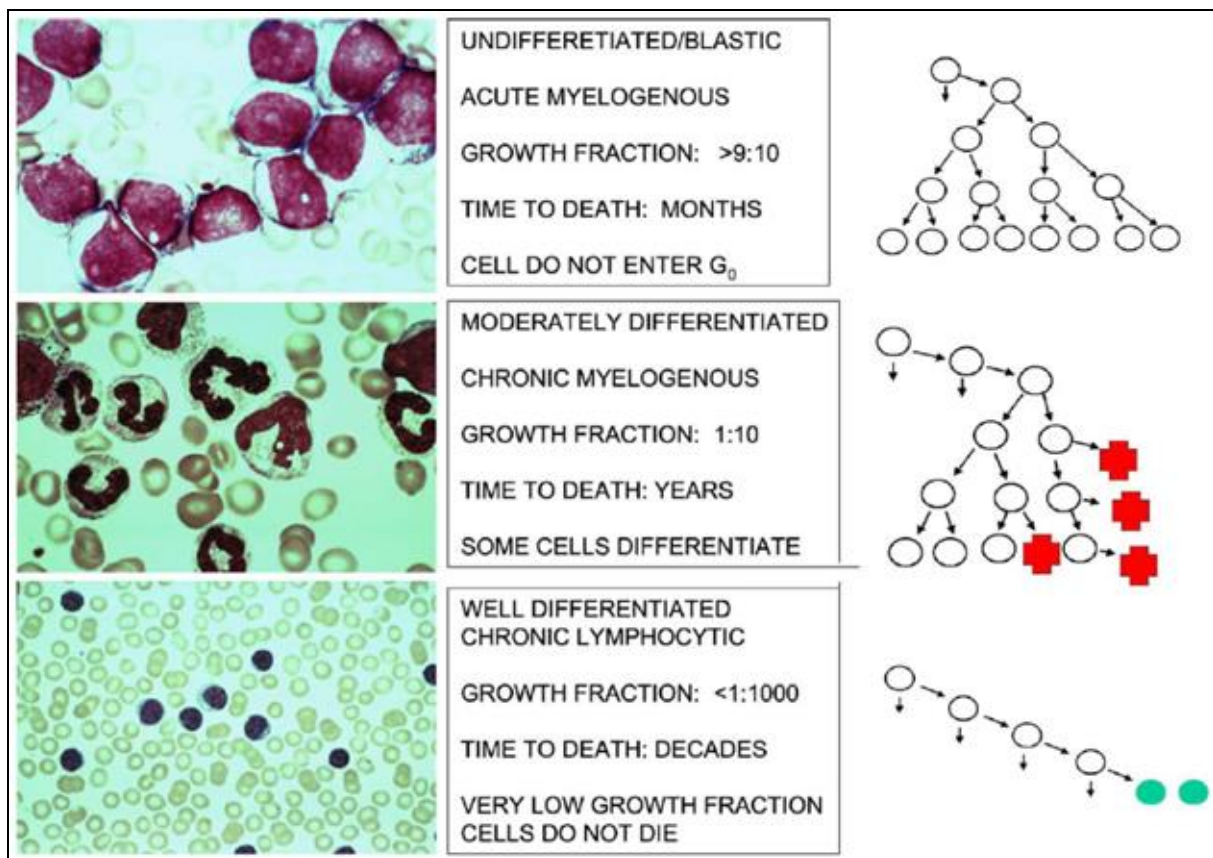 UNDIFFERETIATED/BLASTIC
ACUTE MYELOGENOUS
GROWTH FRACTION: >9:10
TIME TO DEATH: MONTHS
CELL DO NOT ENTER G₀
MODERATELY DIFFERENTIATED
CHRONIC MYELOGENOUS
GROWTH FRACTION: 1:10
TIME TO DEATH: YEARS
SOME CELLS DIFFERENTIATE
WELL DIFFERENTIATED
CHRONIC LYMPHOCYTIC
GROWTH FRACTION: <1:1000
TIME TO DEATH: DECADES
VERY LOW GROWTH FRACTION
CELLS DO NOT DIE